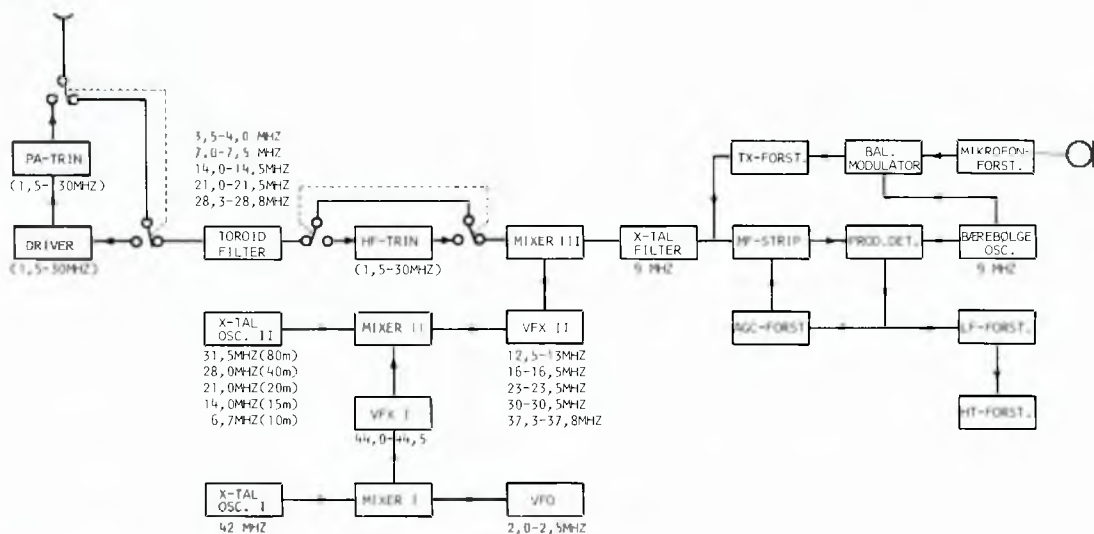 3,5-4,0 MHZ
7,0-7,5 MHZ
14,0-14,5MHZ
21,0-21,5MHZ
28,3-28,8MHZ
PA-TRIN
(1,5-30MHZ)
DRIVER
(1,5-30MHZ)
TOROID
FILTER
HF-TRIN
(1,5-30MHZ)
MIXER III
X-TAL
FILTER
9 MHZ
TX-FORST.
BAL.
MODULATOR
MIKROFON-
FORST.
MF-STRIP
PROD.DET.
BÆREBØLGE
OSC.
9 MHZ
X-TAL
OSC. II
31,5MHZ(80m)
28,0MHZ(40m)
21,0MHZ(20m)
14,0MHZ(15m)
6,7MHZ(10m)
MIXER II
VFX II
12,5-13MHZ
16-16,5MHZ
23-23,5MHZ
30-30,5MHZ
37,3-37,8MHZ
AGC-FORST
LF-FORST.
VFX I
44,0-44,5
HT-FORST.
X-TAL
OSC. I
42 MHZ
MIXER I
VFO
2,0-2,5MHZ